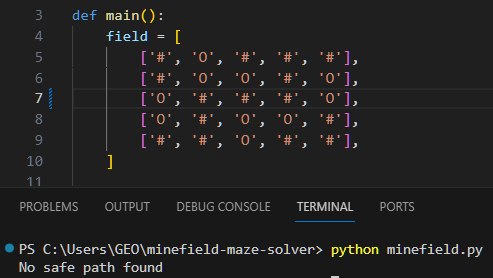 3 def main():
4 field = [
5 ['#', 'O', '#', '#', '#'],
6 ['#', 'O', 'O', '#', 'O'],
7 ['O', '#', '#', '#', 'O'],
8 ['O', '#', 'O', 'O', '#'],
9 ['#', '#', 'O', '#', '#'],
10 ]
11
PROBLEMS OUTPUT DEBUG CONSOLE TERMINAL PORTS
PS C:\Users\GEO\minefield-maze-solver> python minefield.py
No safe path found